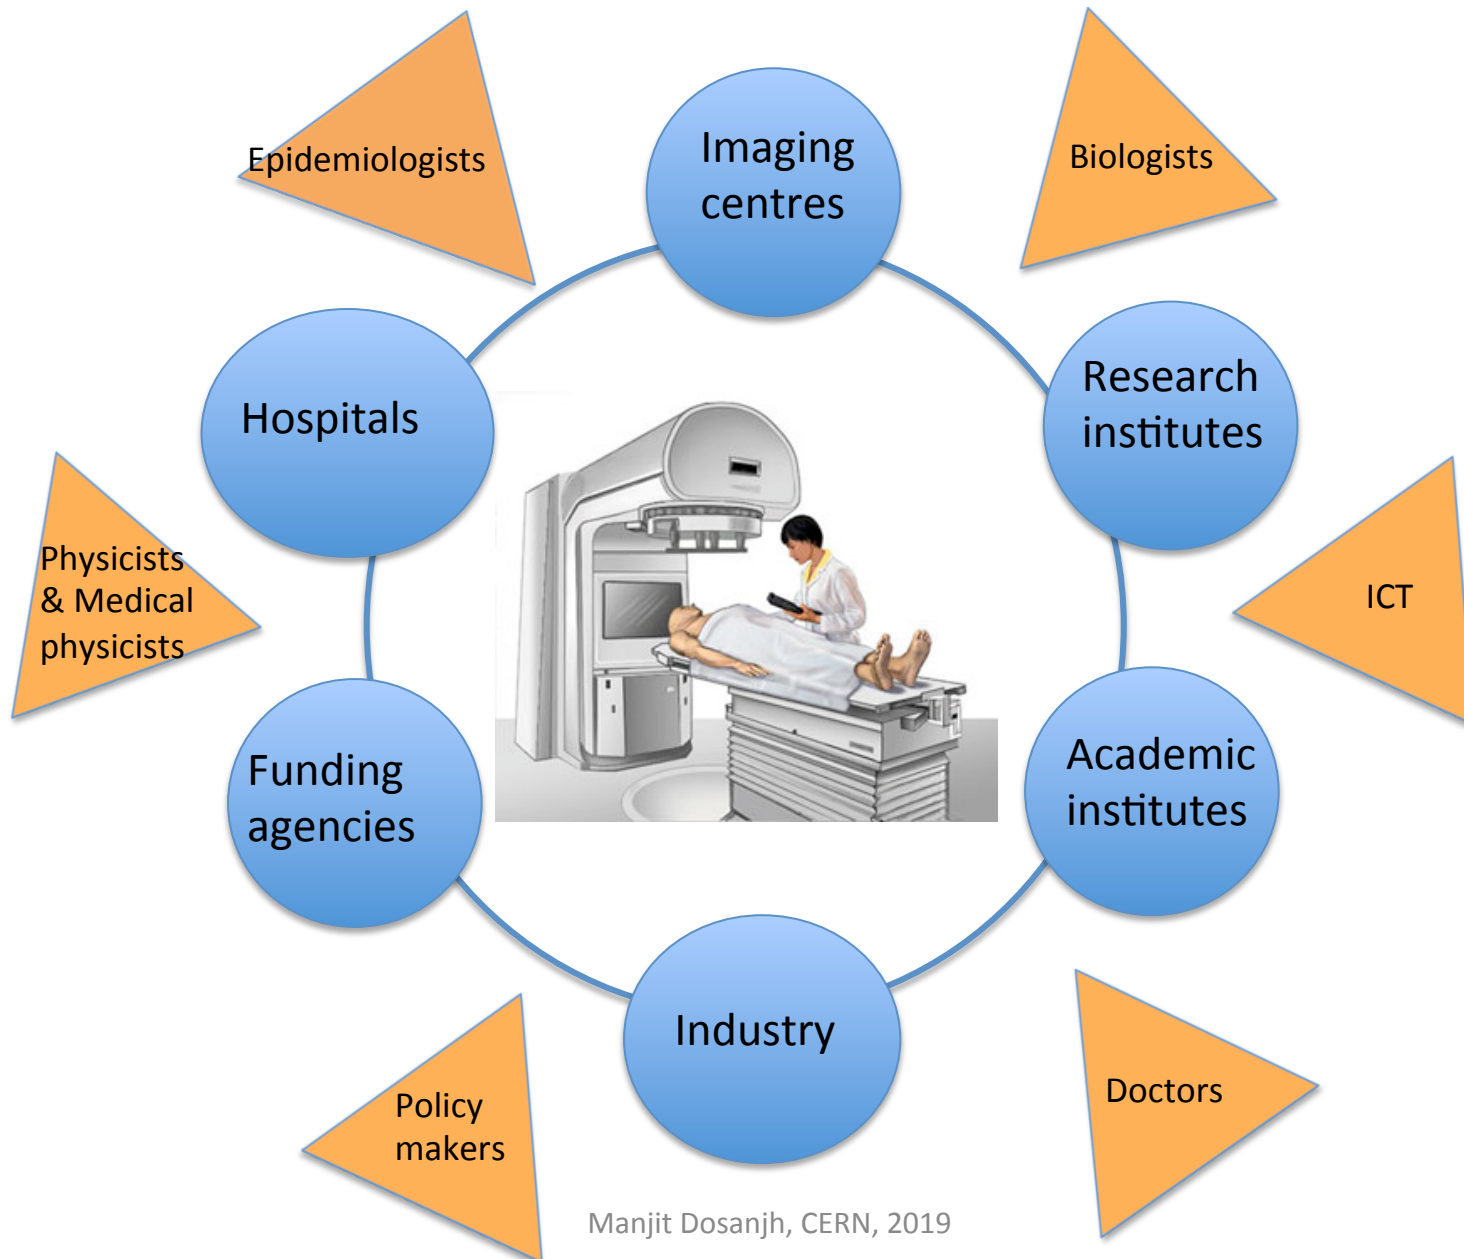 Epidemiologists
Imaging
centres
Biologists
Hospitals
Research
institutes
Physicists
& Medical
physicists
ICT
Funding
agencies
Academic
institutes
Industry
Policy
makers
Doctors
Manjit Dosanjh, CERN, 2019